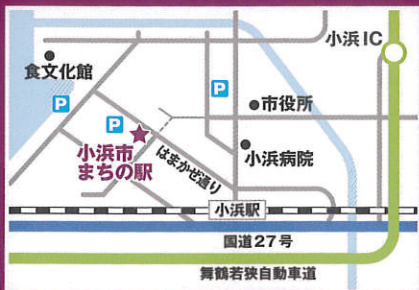 小浜IC
食文化館
P
P
市役所
P
小浜市
まちの駅
はまかぜ通り
小浜病院
小浜駅
国道27号
舞鶴若狭自動車道